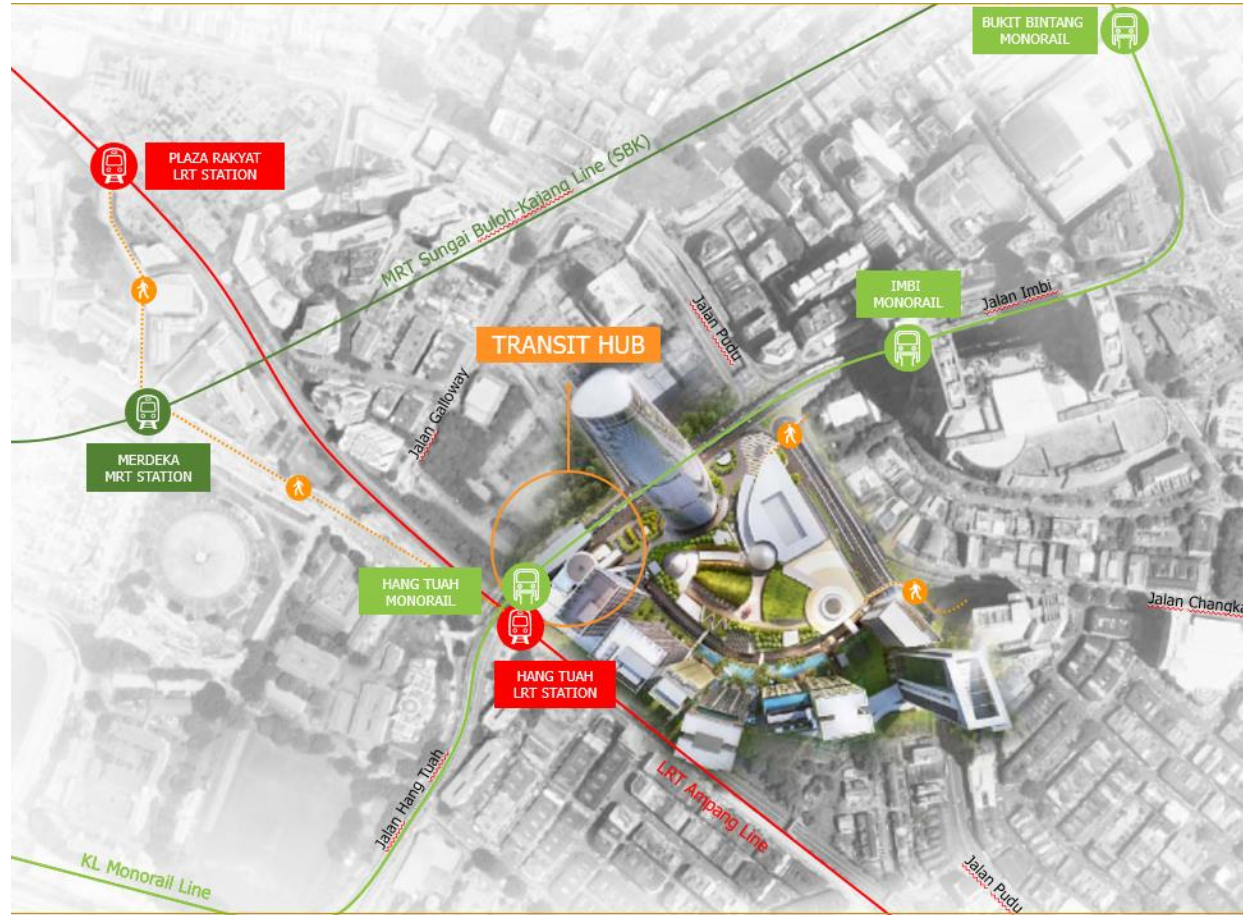 BUKIT BINTANG
MONORAIL
PLAZA RAKYAT
LRT STATION
MRT Sungai Buloh-Kajang Line (SBK)
IMBI
MONORAIL
Jalan Imbi
Jalan Pudu
TRANSIT HUB
Jalan Galloway
MERDEKA
MRT STATION
HANG TUAH
MONORAIL
Jalan Changka
HANG TUAH
LRT STATION
Jalan Hang Tuah
LRT Ampang Line
KL Monorail Line
Jalan Pudu